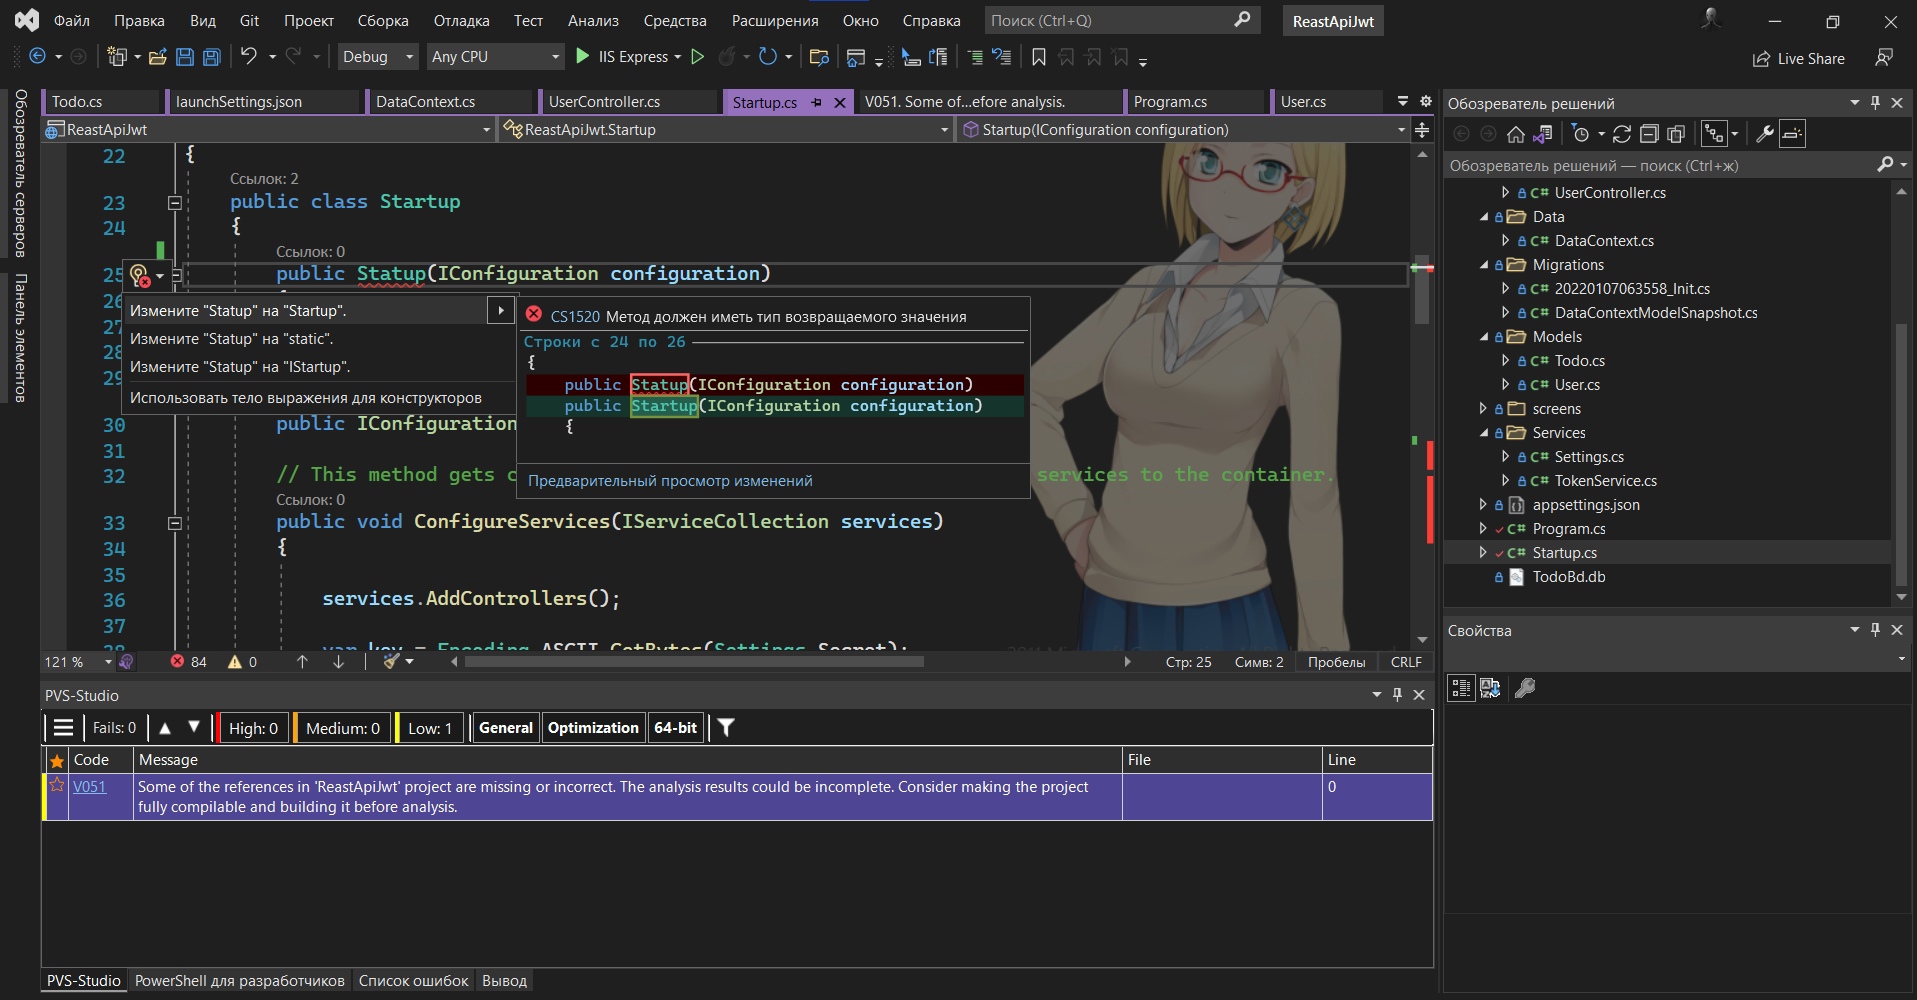 Файл Правка Вид Git Проект Сборка Отладка Тест Анализ Средства Расширения Окно Справка Поиск (Ctrl+Q) ReastApiJwt
Debug Any CPU IIS Express Live Share
Обозреватель серверов
Панель элементов
Todo.cs launchSettings.json DataContext.cs UserController.cs Startup.cs V051. Some of...efore analysis. Program.cs User.cs
ReastApiJwt ReastApiJwt.Startup Startup(IConfiguration configuration)
22 {
Ссылок: 2
23 public class Startup
24 {
Ссылок: 0
25 public Statup(IConfiguration configuration)
26
27
28
29
Измените "Statup" на "Startup".
Измените "Statup" на "static".
Измените "Statup" на "IStartup".
Использовать тело выражения для конструкторов
CS1520 Метод должен иметь тип возвращаемого значения
Строки с 24 по 26
{
public Statup(IConfiguration configuration)
public Startup(IConfiguration configuration)
{
Предварительный просмотр изменений
30 public IConfiguration
31
32 // This method gets c services to the container.
Ссылок: 0
33 public void ConfigureServices(IServiceCollection services)
34 {
35
36 services.AddControllers();
37
38 var key = Encoding.ASCII.GetBytes(Settings.Secret);
121 % 84 0 Стр: 25 Симв: 2 Пробелы CRLF
PVS-Studio
Fails: 0 High: 0 Medium: 0 Low: 1 General Optimization 64-bit
Code Message File Line
V051 Some of the references in 'ReastApiJwt' project are missing or incorrect. The analysis results could be incomplete. Consider making the project 0
fully compilable and building it before analysis.
PVS-Studio PowerShell для разработчиков Список ошибок Вывод
Обозреватель решений
Обозреватель решений — поиск (Ctrl+ж)
C# UserController.cs
Data
C# DataContext.cs
Migrations
C# 20220107063558_Init.cs
C# DataContextModelSnapshot.cs
Models
C# Todo.cs
C# User.cs
screens
Services
C# Settings.cs
C# TokenService.cs
appsettings.json
C# Program.cs
C# Startup.cs
TodoBd.db
Свойства